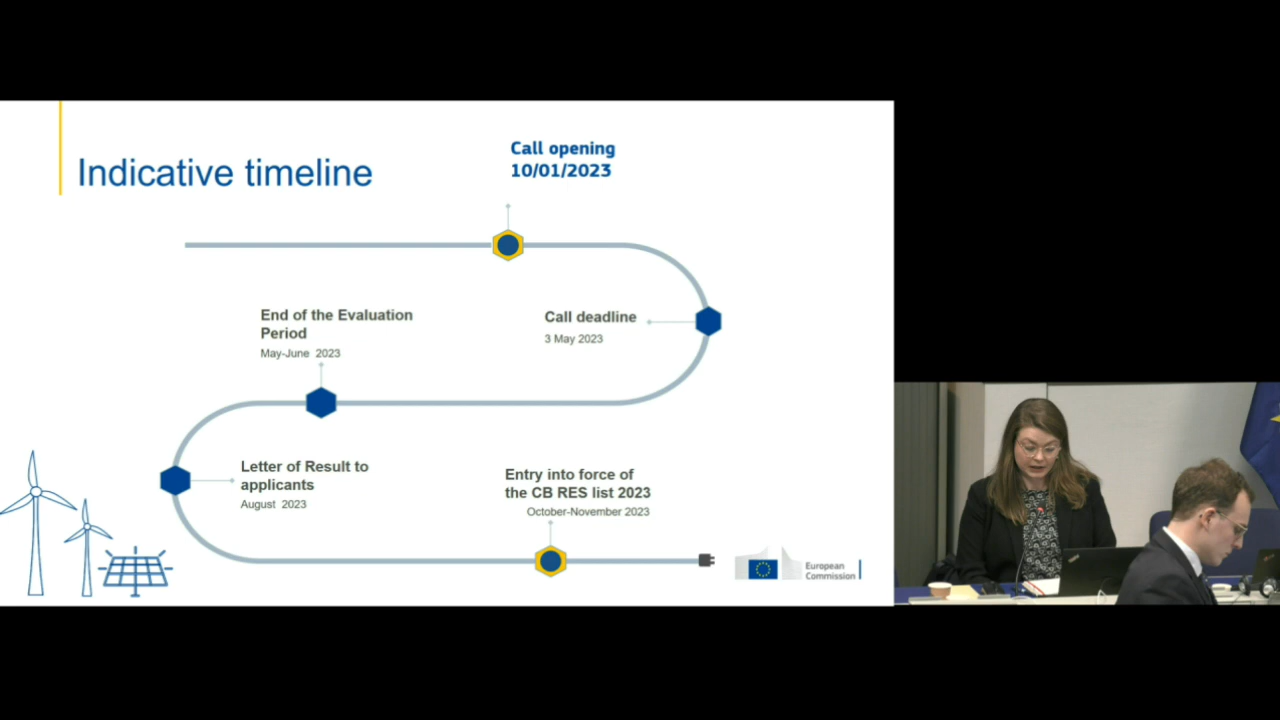 Indicative timeline
Call opening
10/01/2023
Call deadline
3 May 2023
End of the Evaluation
Period
May-June 2023
Letter of Result to
applicants
August 2023
Entry into force of
the CB RES list 2023
October-November 2023
European
Commission